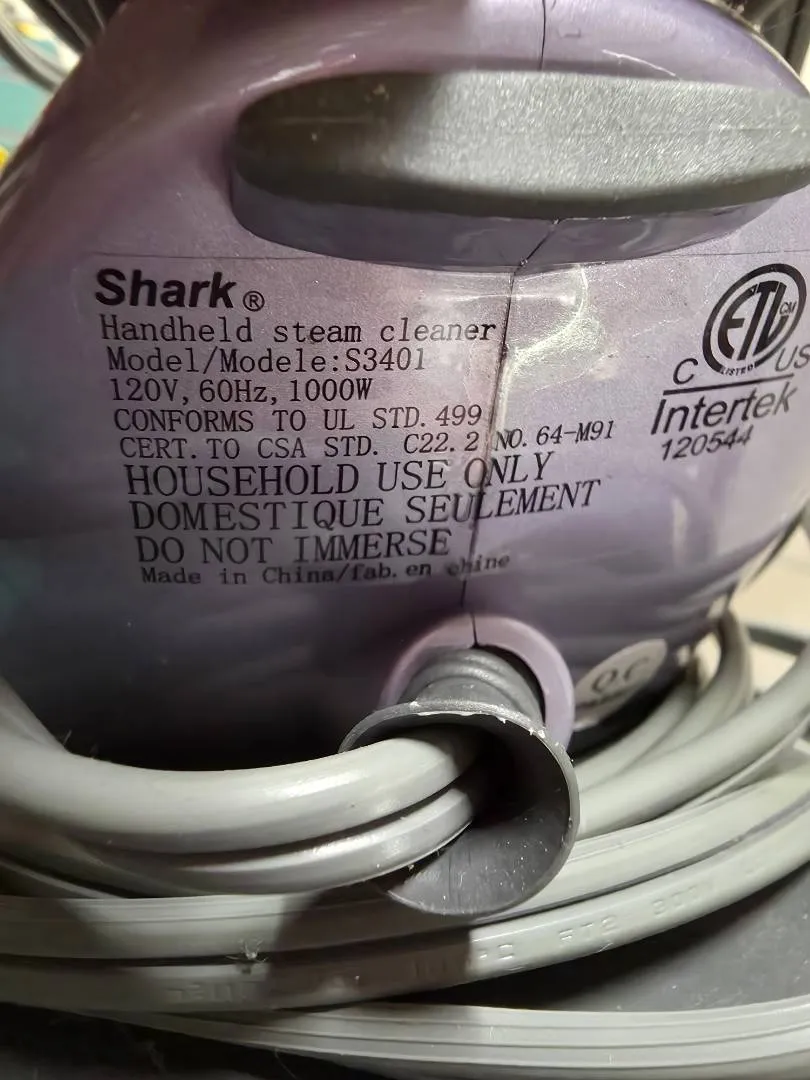 Shark®
Handheld steam cleaner
Model/Modele:S3401
120V, 60Hz, 1000W
CONFORMS TO UL STD. 499
CERT. TO CSA STD. C22.2 NO. 64-M91
HOUSEHOLD USE ONLY
DOMESTIQUE SEULEMENT
DO NOT IMMERSE
Made in China/fab. en chine
ETL CM
LISTED
C US
Intertek
120544
Q.C